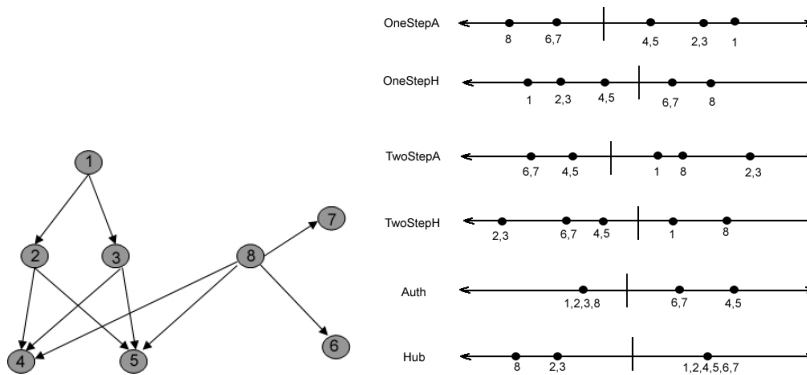 OneStepA
8 6,7 4,5 2,3 1
OneStepH
1 2,3 4,5 6,7 8
TwoStepA
6,7 4,5 1 8 2,3
TwoStepH
2,3 6,7 4,5 1 8
Auth
1,2,3,8 6,7 4,5
Hub
8 2,3 1,2,4,5,6,7
1
2 3 8 7
4 5 6